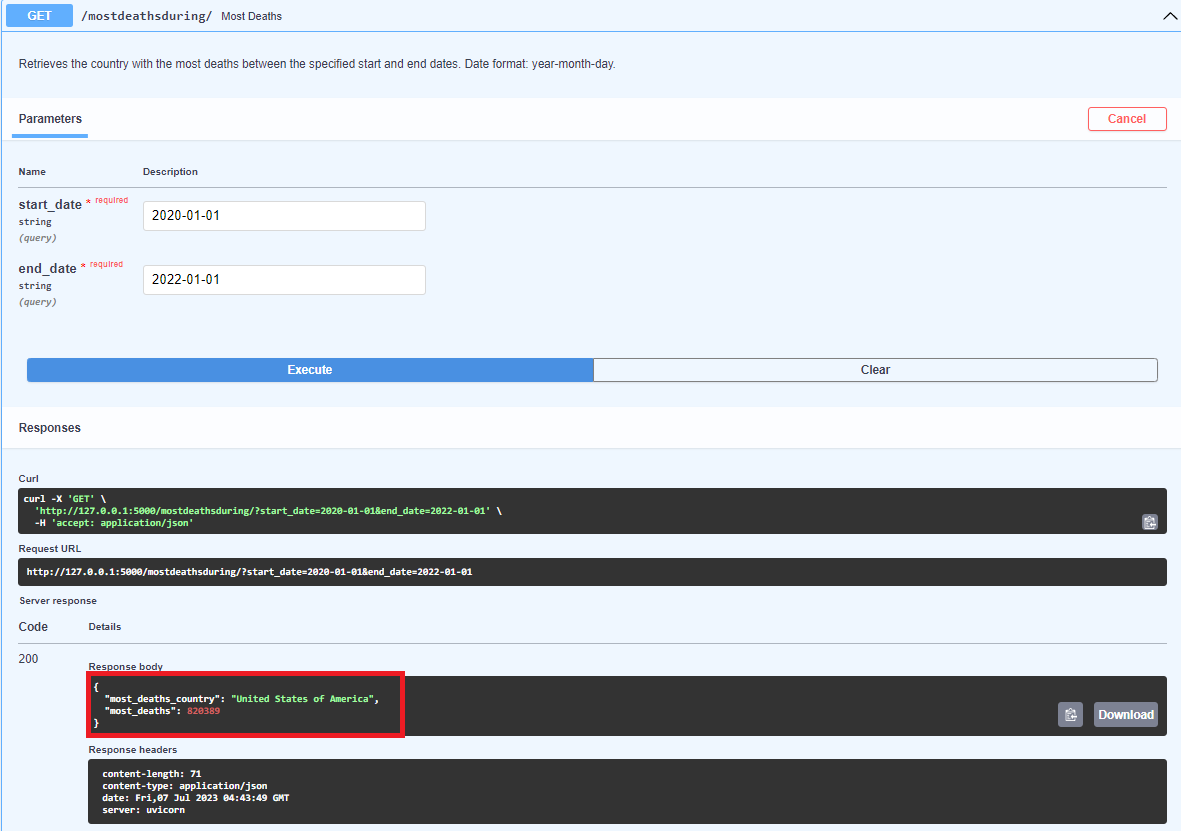 GET /mostdeathsduring/ Most Deaths
Retrieves the country with the most deaths between the specified start and end dates. Date format: year-month-day.
Parameters
Cancel
Name Description
start_date * required
string
(query)
2020-01-01
end_date * required
string
(query)
2022-01-01
Execute
Clear
Responses
Curl
curl -X 'GET' \
'http://127.0.0.1:5000/mostdeathsduring/?start_date=2020-01-01&end_date=2022-01-01' \
-H 'accept: application/json'
Request URL
http://127.0.0.1:5000/mostdeathsduring/?start_date=2020-01-01&end_date=2022-01-01
Server response
Code Details
200
Response body
{
"most_deaths_country": "United States of America",
"most_deaths": 820389
}
Download
Response headers
content-length: 71
content-type: application/json
date: Fri,07 Jul 2023 04:43:49 GMT
server: uvicorn